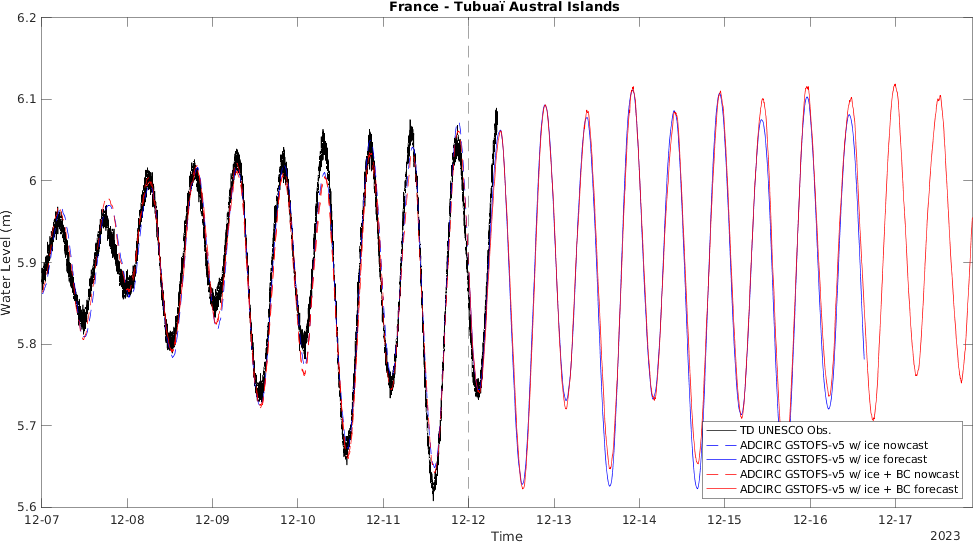 France - Tubuaï Austral Islands
6.2
6.1
6
5.9
5.8
5.7
5.6
Water Level (m)
TD UNESCO Obs.
ADCIRC GSTOFS-v5 w/ ice nowcast
ADCIRC GSTOFS-v5 w/ ice forecast
ADCIRC GSTOFS-v5 w/ ice + BC nowcast
ADCIRC GSTOFS-v5 w/ ice + BC forecast
12-07 12-08 12-09 12-10 12-11 12-12 12-13 12-14 12-15 12-16 12-17
Time
2023